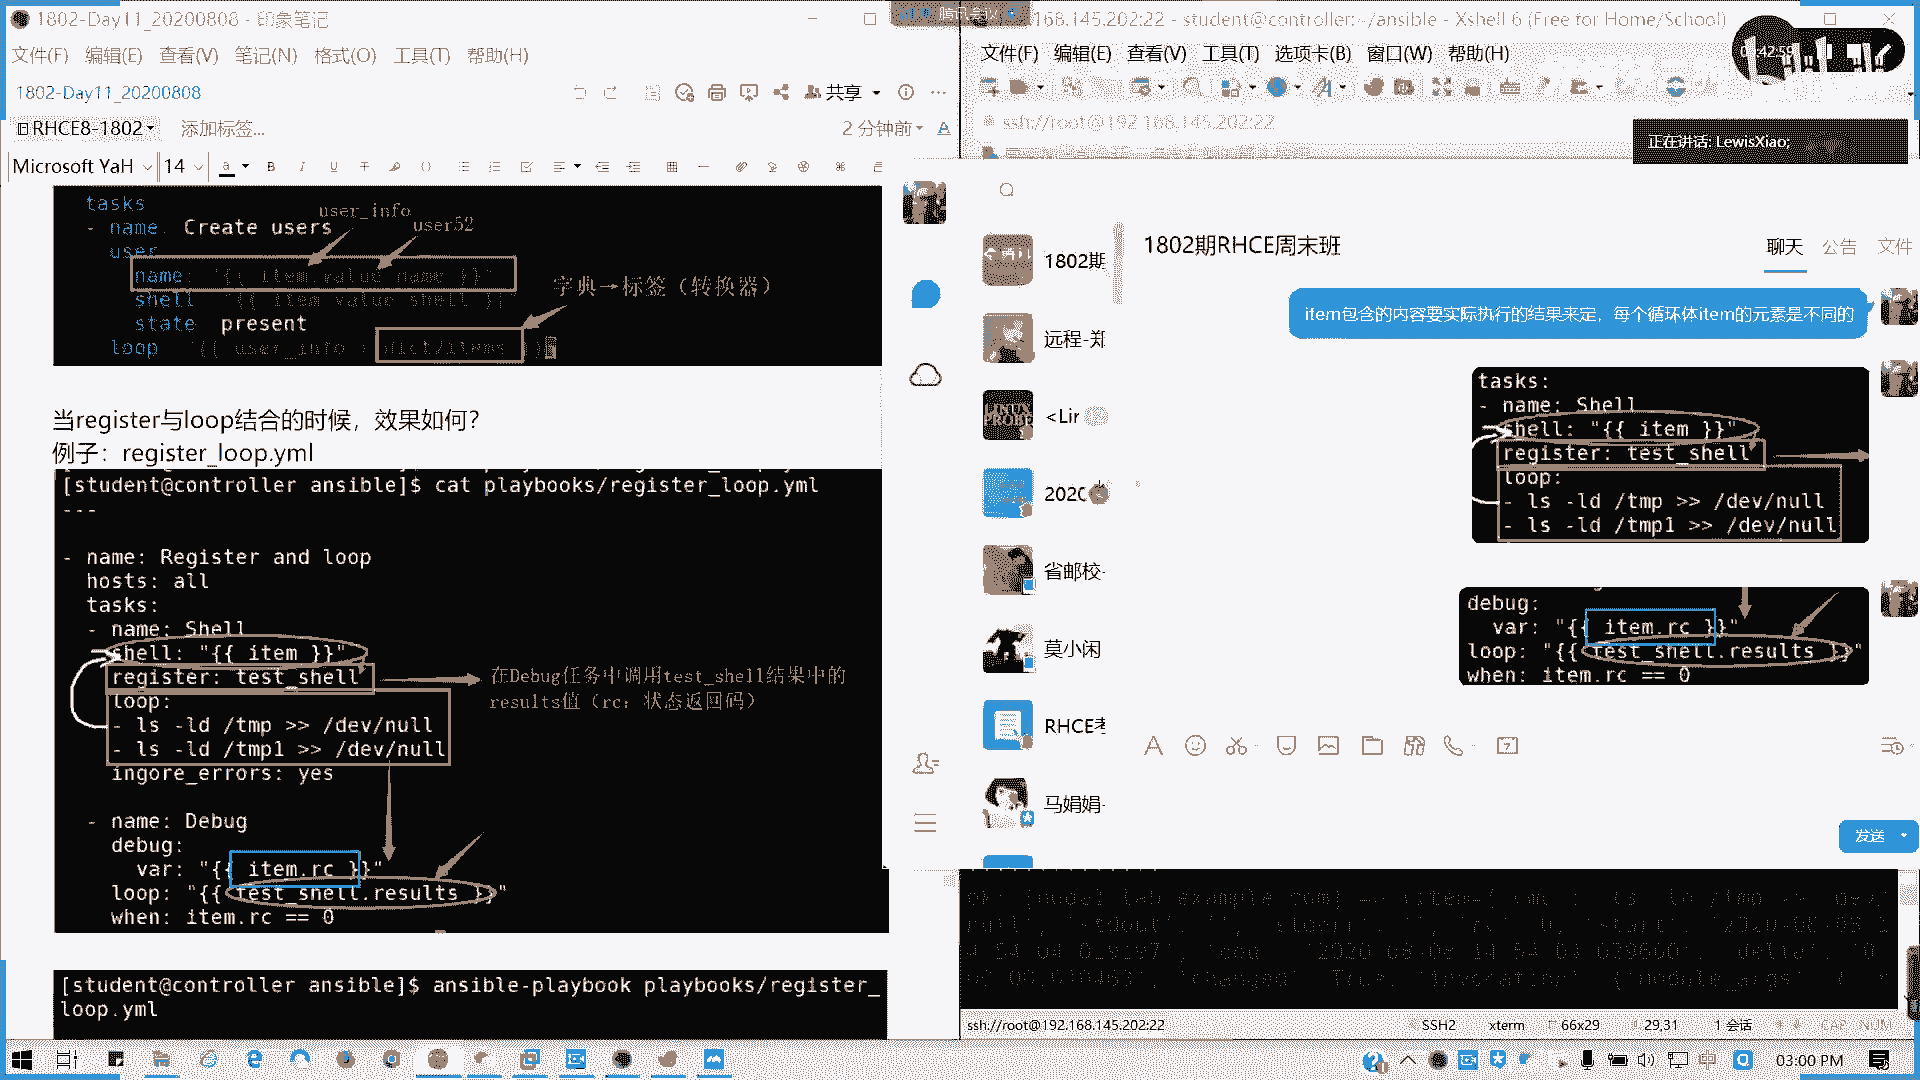 1802-Day11_20200808 - 印象笔记
文件(F) 编辑(E) 查看(V) 笔记(N) 格式(O) 工具(T) 帮助(H)
1802-Day11_20200808
共享
RHCE8-1802
添加标签...
2 分钟前
Microsoft YaH 14
tasks
user_info
- name Create users
user52
user
name: "{{ item.value name }}"
字典→标签（转换器）
shell "{{ item value shell }}"
state present
loop "{{ user_info
当register与loop结合的时候，效果如何？
例子：register_loop.yml
[student@controller ansible]$ cat playbooks/register_loop.yml
---
- name: Register and loop
hosts: all
tasks:
- name: Shell
shell: "{{ item }}"
register: test_shell
在Debug任务中调用test_shell结果中的
results值（rc：状态返回码）
loop:
- ls -ld /tmp >> /dev/null
- ls -ld /tmp1 >> /dev/null
ingore_errors: yes
- name: Debug
debug:
var: "{{ item.rc }}"
loop: "{{ test_shell.results }}"
when: item.rc == 0
[student@controller ansible]$ ansible-playbook playbooks/register_
loop.yml
168.145.202:22 - student@controller:~/ansible - Xshell 6 (Free for Home/School)
文件(F) 编辑(E) 查看(V) 工具(T) 选项卡(B) 窗口(W) 帮助(H)
42:59
ssh://root@192.168.145.202:22
正在讲话: LewisXiao;
1802期
远程-郑
<Lir
2020
省邮校-
莫小闲
RHCE考
马娟娟-
1802期RHCE周末班
聊天 公告 文件
item包含的内容要实际执行的结果来定，每个循环体item的元素是不同的
tasks:
- name: Shell
shell: "{{ item }}"
register: test_shell
loop:
- ls -ld /tmp >> /dev/null
- ls -ld /tmp1 >> /dev/null
debug:
var: "{{ item.rc }}"
loop: "{{ test_shell.results }}"
when: item.rc == 0
发送
ssh://root@192.168.145.202:22
SSH2 xterm 66x29 29,31 1 会话 CAP NUM
中
03:00 PM